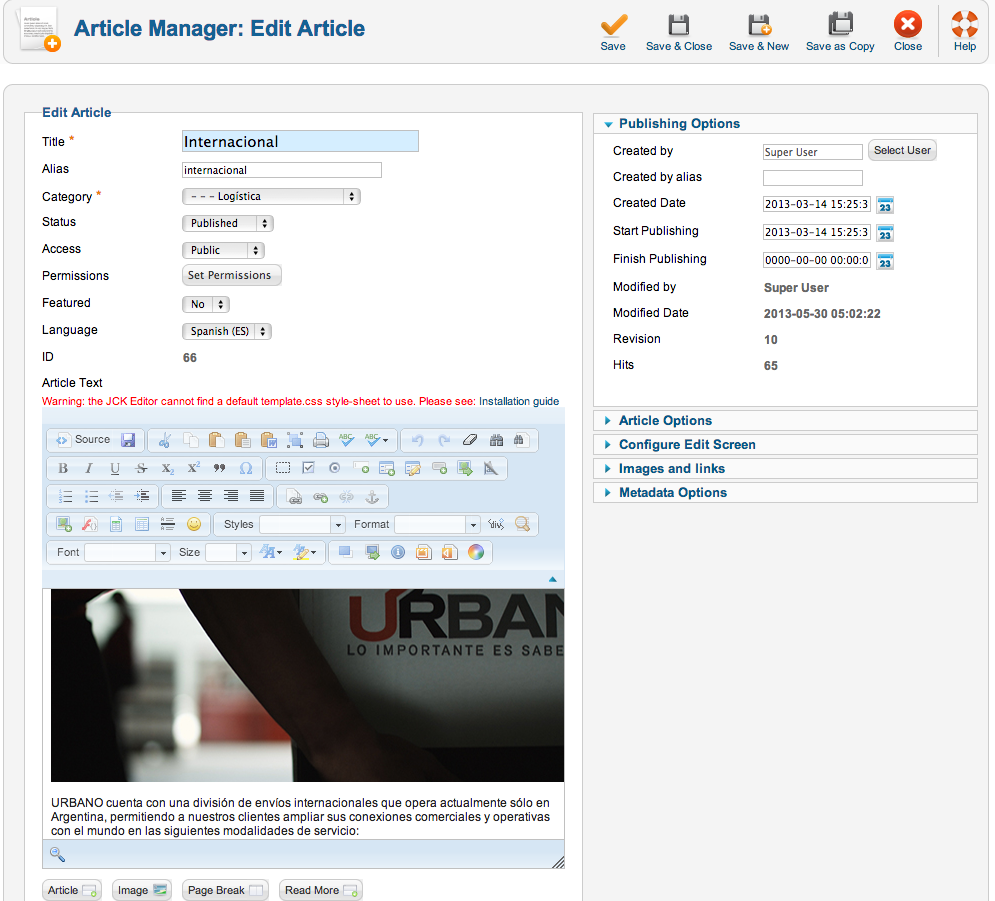 Article Manager: Edit Article
Save
Save & Close
Save & New
Save as Copy
Close
Help
Edit Article
Title *
Internacional
Alias
internacional
Category *
- - - Logística
Status
Published
Access
Public
Permissions
Set Permissions
Featured
No
Language
Spanish (ES)
ID
66
Article Text
Warning: the JCK Editor cannot find a default template.css style-sheet to use. Please see: Installation guide
Source
Styles
Format
Font
Size
URBAN
LO IMPORTANTE ES SABE
URBANO cuenta con una división de envíos internacionales que opera actualmente sólo en
Argentina, permitiendo a nuestros clientes ampliar sus conexiones comerciales y operativas
con el mundo en las siguientes modalidades de servicio:
Article
Image
Page Break
Read More
Publishing Options
Created by
Super User
Select User
Created by alias
Created Date
2013-03-14 15:25:3
23
Start Publishing
2013-03-14 15:25:3
23
Finish Publishing
0000-00-00 00:00:0
23
Modified by
Super User
Modified Date
2013-05-30 05:02:22
Revision
10
Hits
65
Article Options
Configure Edit Screen
Images and links
Metadata Options